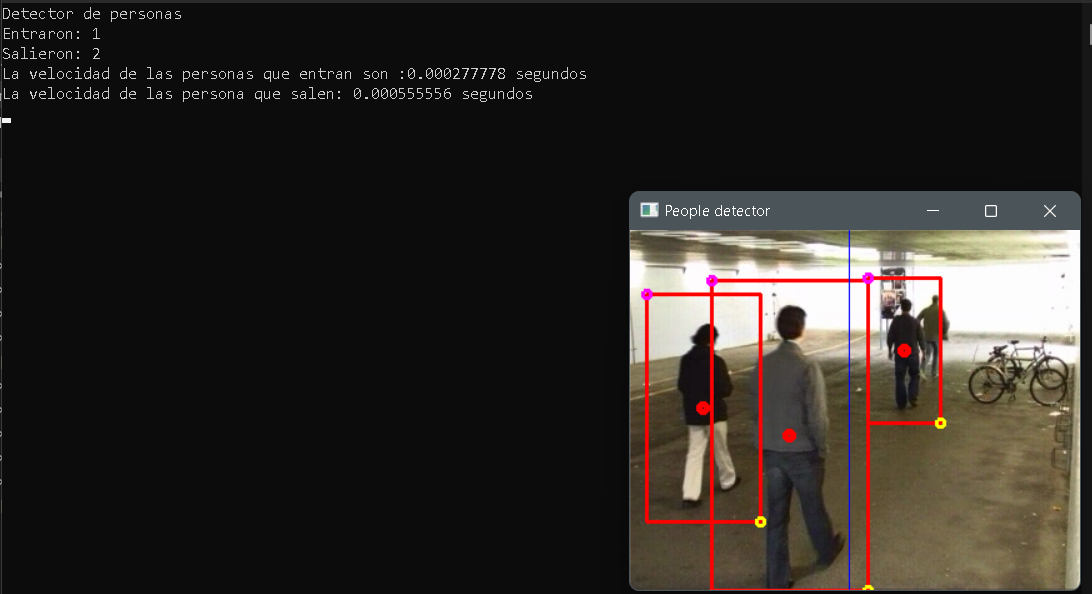 Detector de personas
Entraron: 1
Salieron: 2
La velocidad de las personas que entran son :0.000277778 segundos
La velocidad de las persona que salen: 0.000555556 segundos
People detector